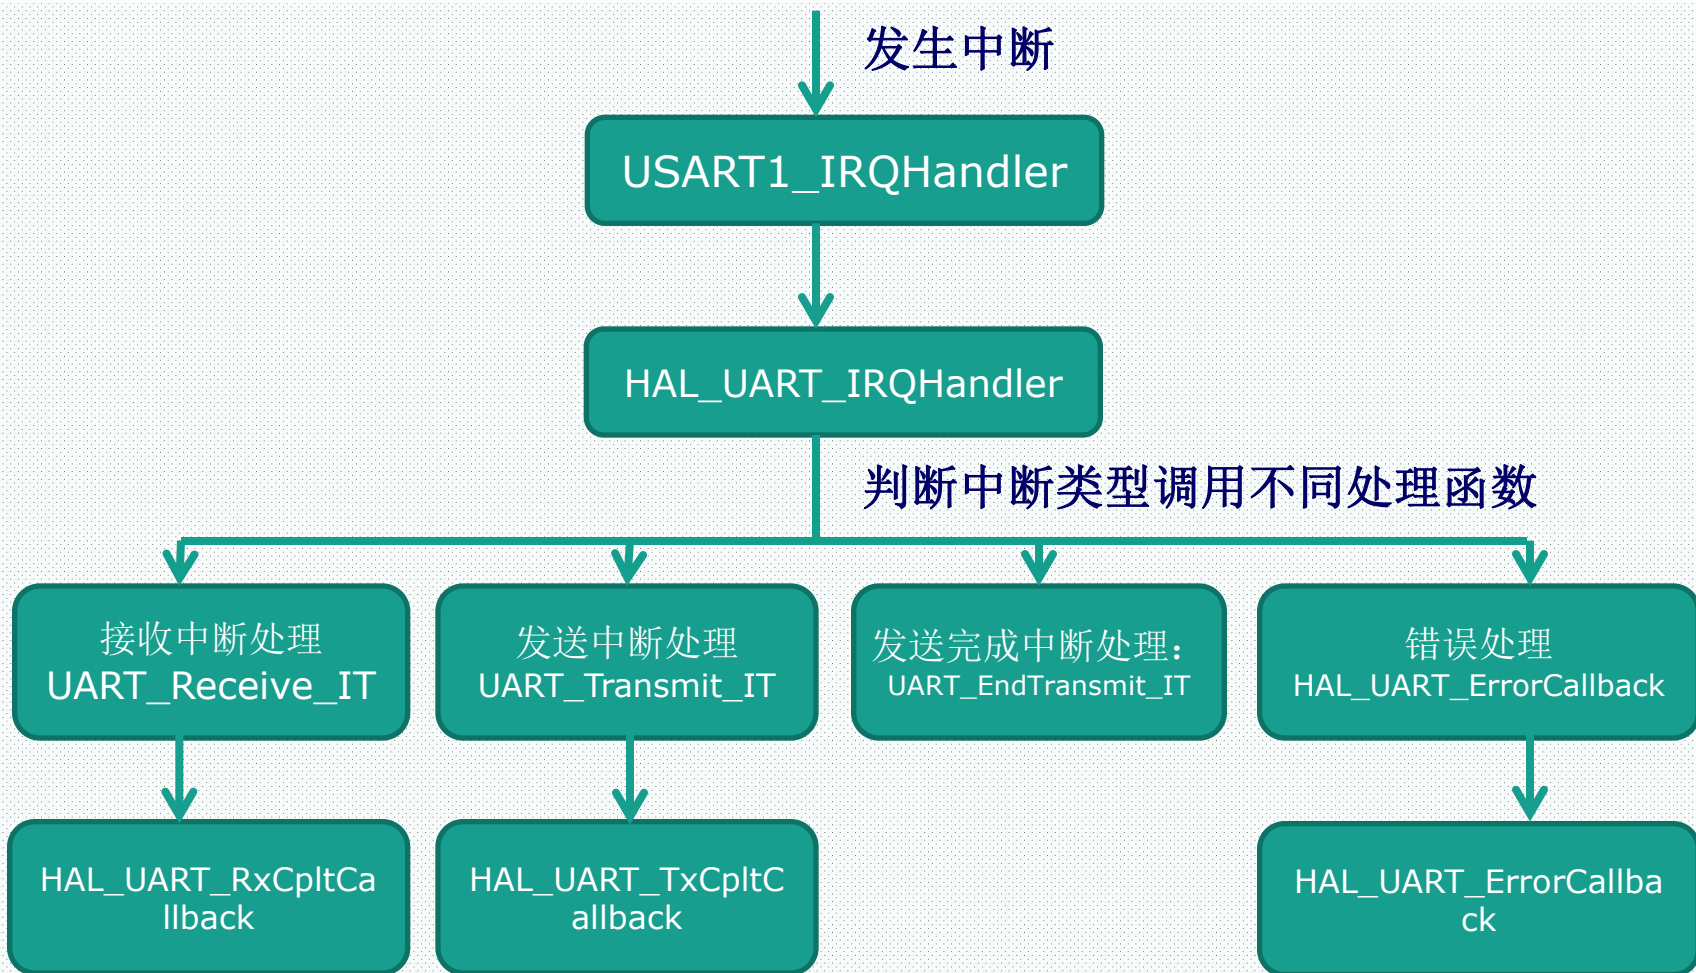 发生中断
USART1_IRQHandler
HAL_UART_IRQHandler
判断中断类型调用不同处理函数
接收中断处理
UART_Receive_IT
发送中断处理
UART_Transmit_IT
发送完成中断处理：
UART_EndTransmit_IT
错误处理
HAL_UART_ErrorCallback
HAL_UART_RxCpltCa
llback
HAL_UART_TxCpltC
allback
HAL_UART_ErrorCallba
ck